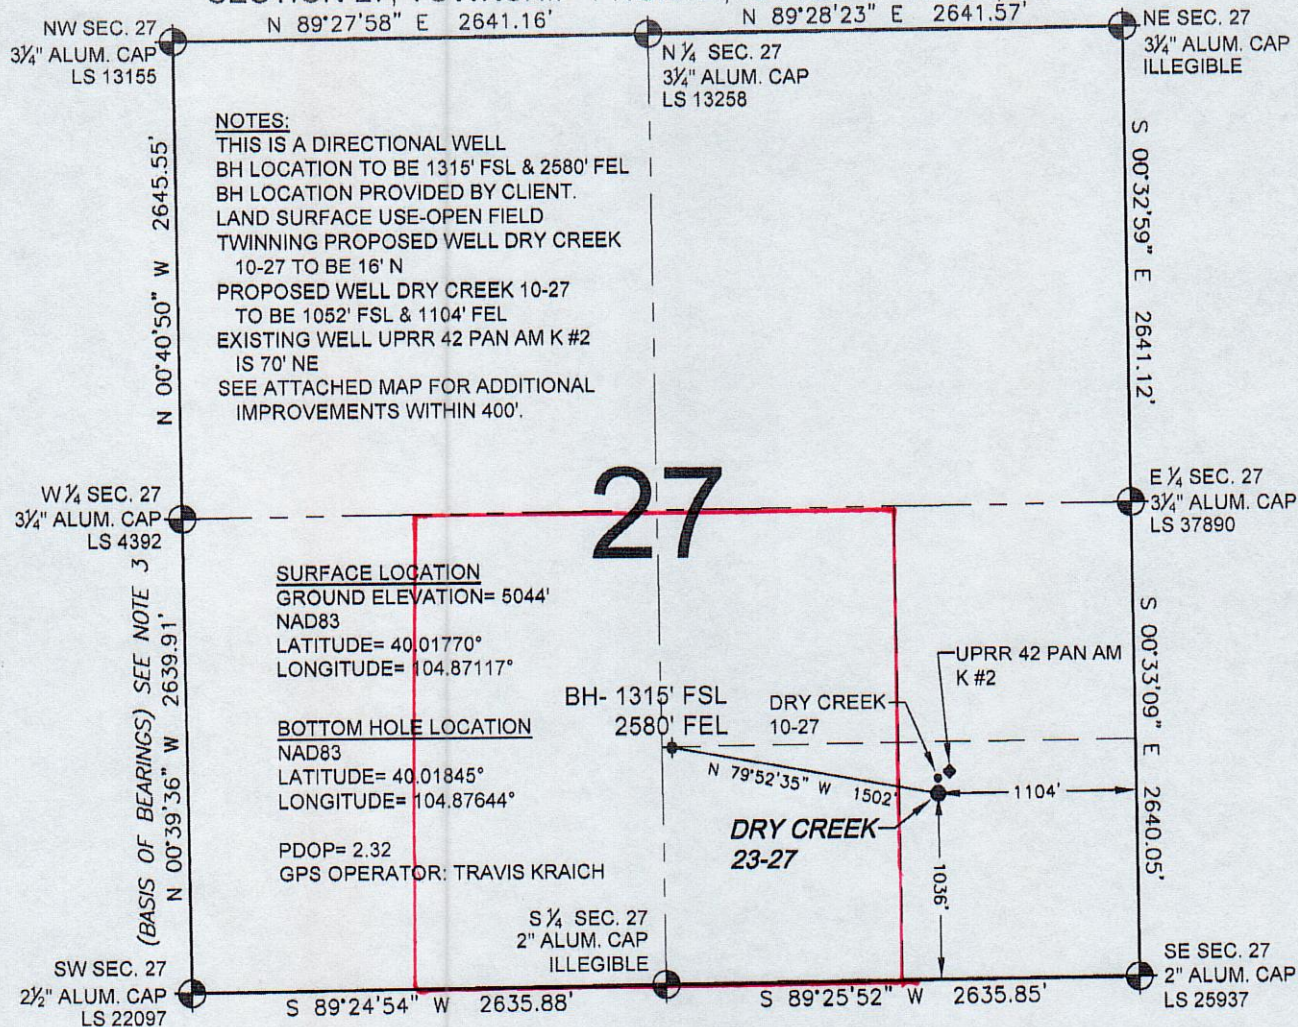 N 89°27'58" E 2641.16'
N 89°28'23" E 2641.57'
NW SEC. 27
3¼" ALUM. CAP
LS 13155
N ¼ SEC. 27
3¼" ALUM. CAP
LS 13258
NE SEC. 27
3¼" ALUM. CAP
ILLEGIBLE
NOTES:
THIS IS A DIRECTIONAL WELL
BH LOCATION TO BE 1315' FSL & 2580' FEL
BH LOCATION PROVIDED BY CLIENT.
LAND SURFACE USE-OPEN FIELD
TWINNING PROPOSED WELL DRY CREEK
10-27 TO BE 16' N
PROPOSED WELL DRY CREEK 10-27
TO BE 1052' FSL & 1104' FEL
EXISTING WELL UPRR 42 PAN AM K #2
IS 70' NE
SEE ATTACHED MAP FOR ADDITIONAL
IMPROVEMENTS WITHIN 400'.
N 00°40'50" W 2645.55'
S 00°32'59" E 2641.12'
27
W ¼ SEC. 27
3¼" ALUM. CAP
LS 4392
E ¼ SEC. 27
3¼" ALUM. CAP
LS 37890
SURFACE LOCATION
GROUND ELEVATION= 5044'
NAD83
LATITUDE= 40.01770°
LONGITUDE= 104.87117°
BOTTOM HOLE LOCATION
NAD83
LATITUDE= 40.01845°
LONGITUDE= 104.87644°
PDOP= 2.32
GPS OPERATOR: TRAVIS KRAICH
(BASIS OF BEARINGS) SEE NOTE 3
N 00°39'36" W 2639.91'
BH- 1315' FSL
2580' FEL
DRY CREEK
10-27
UPRR 42 PAN AM
K #2
N 79°52'35" W 1502'
1104'
DRY CREEK
23-27
1036'
S 00°33'09" E 2640.05'
S ¼ SEC. 27
2" ALUM. CAP
ILLEGIBLE
SW SEC. 27
2½" ALUM. CAP
LS 22097
SE SEC. 27
2" ALUM. CAP
LS 25937
S 89°24'54" W 2635.88'
S 89°25'52" W 2635.85'